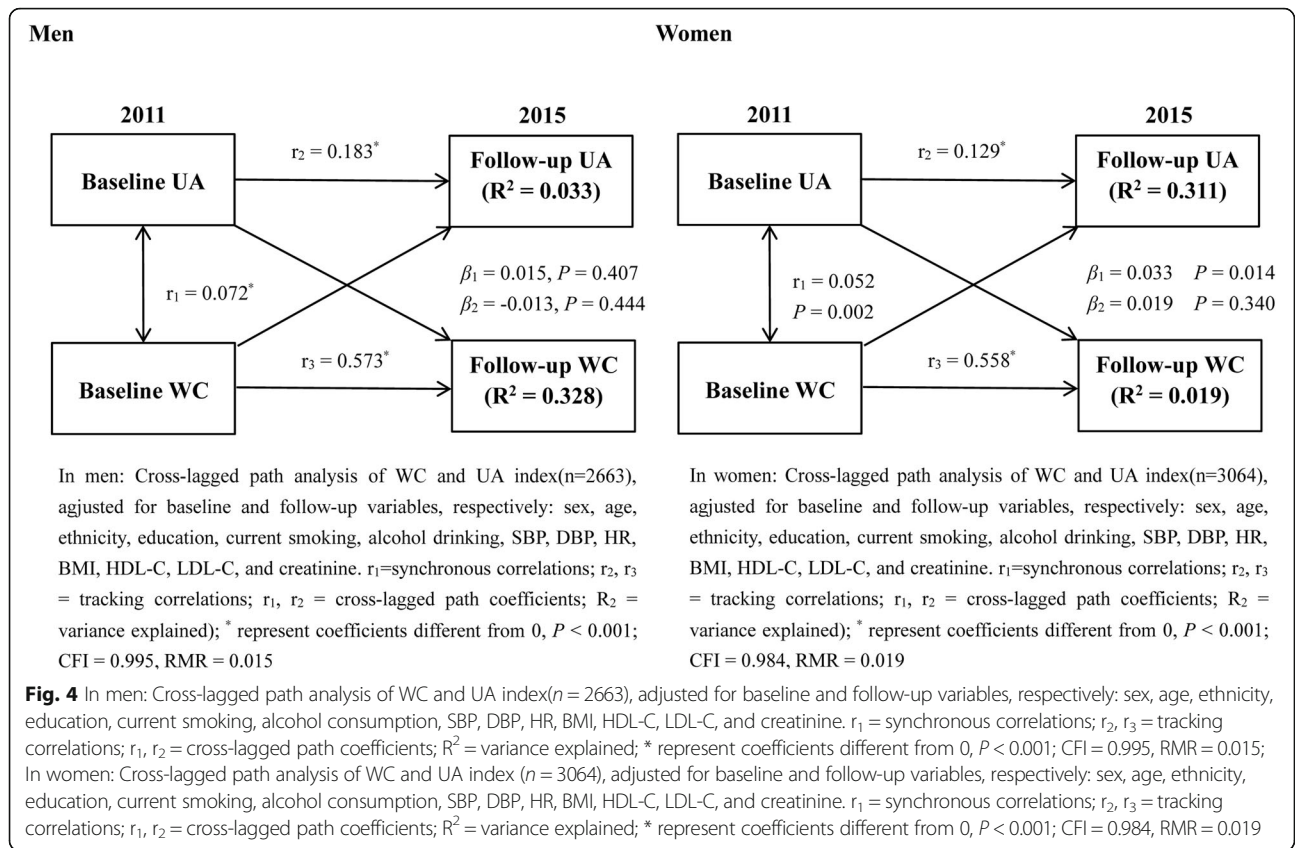 Men
2011
2015
Baseline UA
r₂ = 0.183*
Follow-up UA
(R² = 0.033)
r₁ = 0.072*
β₁ = 0.015, P = 0.407
β₂ = -0.013, P = 0.444
Baseline WC
r₃ = 0.573*
Follow-up WC
(R² = 0.328)
In men: Cross-lagged path analysis of WC and UA index(n=2663),
agjusted for baseline and follow-up variables, respectively: sex, age,
ethnicity, education, current smoking, alcohol drinking, SBP, DBP, HR,
BMI, HDL-C, LDL-C, and creatinine. r₁=synchronous correlations; r₂, r₃
= tracking correlations; r₁, r₂ = cross-lagged path coefficients; R₂ =
variance explained); * represent coefficients different from 0, P < 0.001;
CFI = 0.995, RMR = 0.015
Women
2011
2015
Baseline UA
r₂ = 0.129*
Follow-up UA
(R² = 0.311)
r₁ = 0.052
P = 0.002
β₁ = 0.033 P = 0.014
β₂ = 0.019 P = 0.340
Baseline WC
r₃ = 0.558*
Follow-up WC
(R² = 0.019)
In women: Cross-lagged path analysis of WC and UA index(n=3064),
agjusted for baseline and follow-up variables, respectively: sex, age,
ethnicity, education, current smoking, alcohol drinking, SBP, DBP, HR,
BMI, HDL-C, LDL-C, and creatinine. r₁=synchronous correlations; r₂, r₃
= tracking correlations; r₁, r₂ = cross-lagged path coefficients; R₂ =
variance explained); * represent coefficients different from 0, P < 0.001;
CFI = 0.984, RMR = 0.019
Fig. 4 In men: Cross-lagged path analysis of WC and UA index(n = 2663), adjusted for baseline and follow-up variables, respectively: sex, age, ethnicity,
education, current smoking, alcohol consumption, SBP, DBP, HR, BMI, HDL-C, LDL-C, and creatinine. r₁ = synchronous correlations; r₂, r₃ = tracking
correlations; r₁, r₂ = cross-lagged path coefficients; R² = variance explained; * represent coefficients different from 0, P < 0.001; CFI = 0.995, RMR = 0.015;
In women: Cross-lagged path analysis of WC and UA index (n = 3064), adjusted for baseline and follow-up variables, respectively: sex, age, ethnicity,
education, current smoking, alcohol consumption, SBP, DBP, HR, BMI, HDL-C, LDL-C, and creatinine. r₁ = synchronous correlations; r₂, r₃ = tracking
correlations; r₁, r₂ = cross-lagged path coefficients; R² = variance explained; * represent coefficients different from 0, P < 0.001; CFI = 0.984, RMR = 0.019